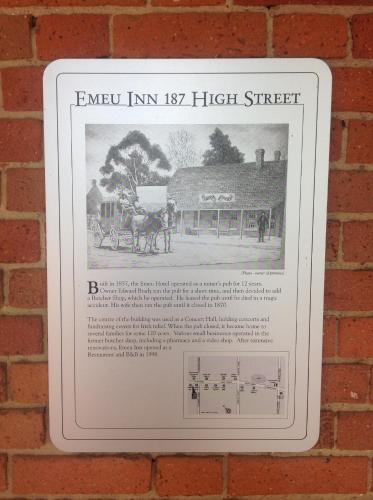 EMEU INN 187 HIGH STREET
(Photo - owner of premises)
Built in 1857, the Emeu Hotel operated as a miner's pub for 12 years.
Owner Edward Brady ran the pub for a short time, and then decided to add
a Butcher Shop, which he operated. He leased the pub until he died in a tragic
accident. His wife then ran the pub until it closed in 1870.
The centre of the building was used as a Concert Hall, holding concerts and
fundraising events for Irish relief. When the pub closed, it became home to
several families for some 120 years. Various small businesses operated in the
former butcher shop, including a pharmacy and a video shop. After extensive
renovations, Emeu Inn opened as a
Restaurant and B&B in 1998.